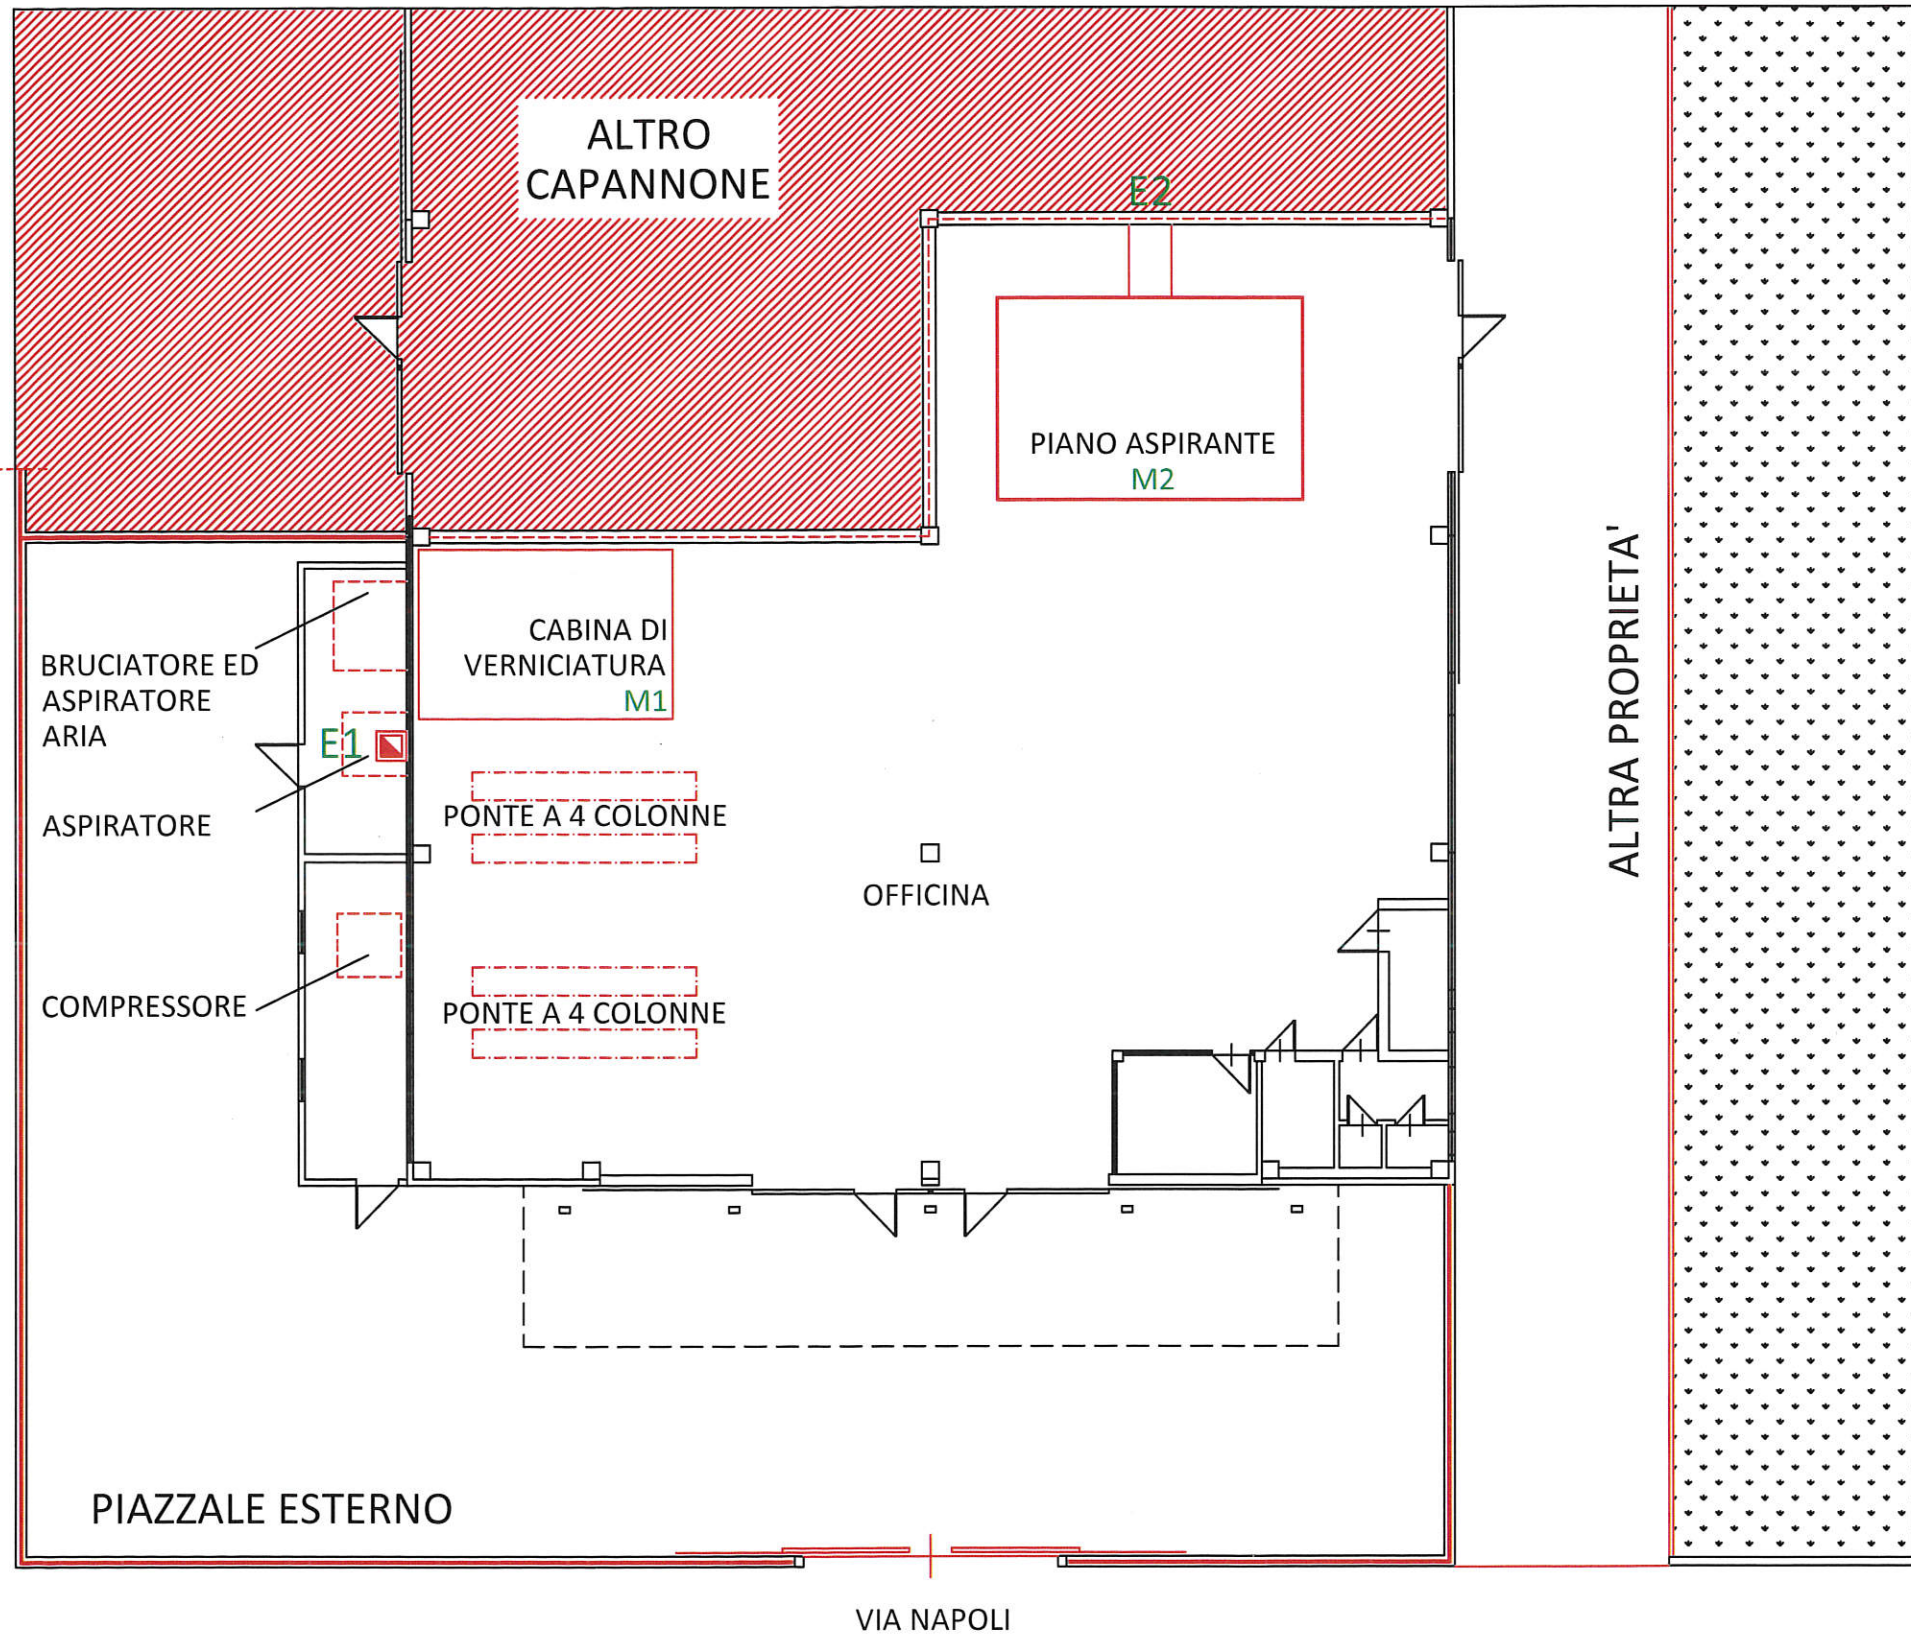 ALTRO
CAPANNONE
E2
PIANO ASPIRANTE
M2
CABINA DI
VERNICIATURA
M1
BRUCIATORE ED
ASPIRATORE
ARIA
E1
ASPIRATORE
PONTE A 4 COLONNE
OFFICINA
COMPRESSORE
PONTE A 4 COLONNE
ALTRA PROPRIETA'
PIAZZALE ESTERNO
VIA NAPOLI